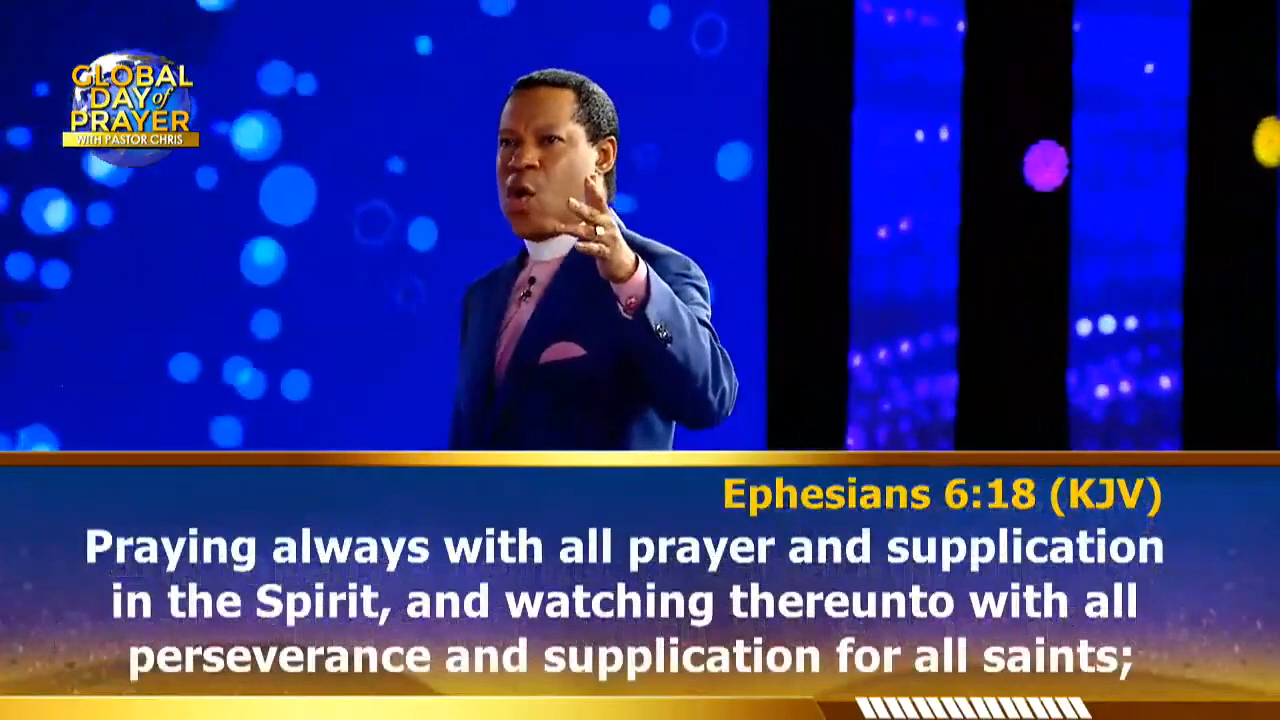 GLOBAL
DAY of
PRAYER
WITH PASTOR CHRIS
Ephesians 6:18 (KJV)
Praying always with all prayer and supplication
in the Spirit, and watching thereunto with all
perseverance and supplication for all saints;